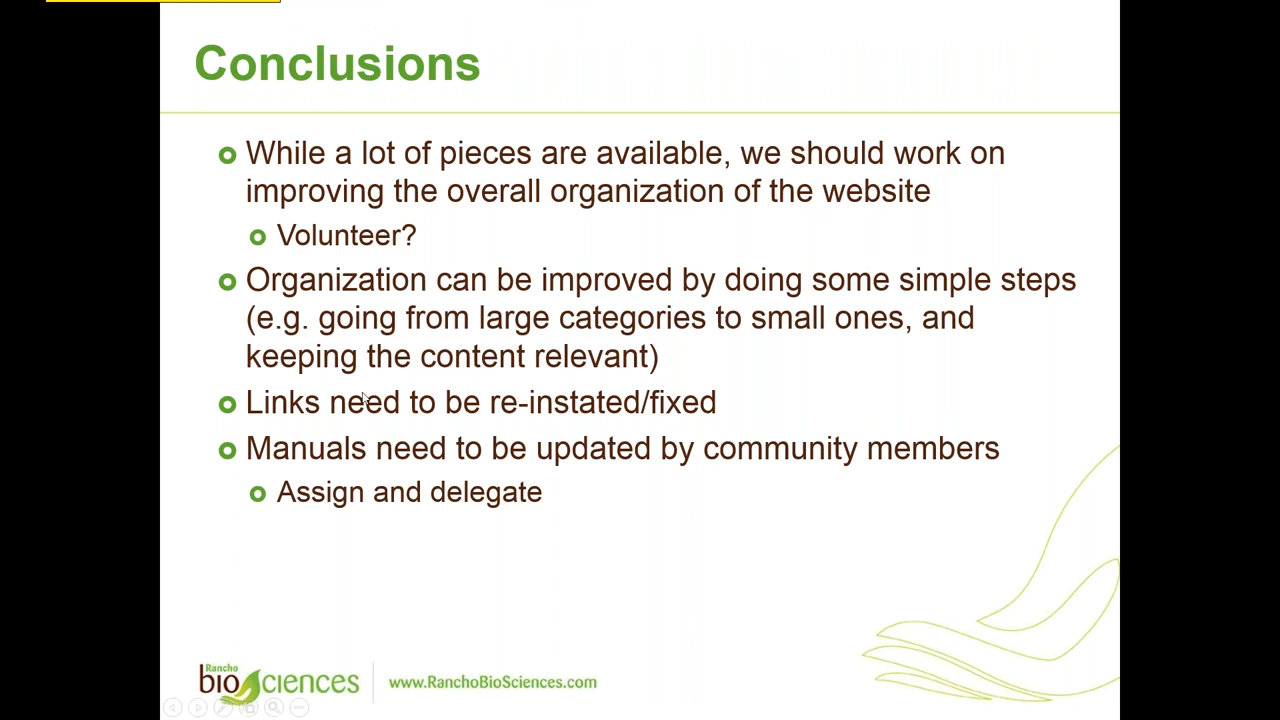 Conclusions
While a lot of pieces are available, we should work on
improving the overall organization of the website
Volunteer?
Organization can be improved by doing some simple steps
(e.g. going from large categories to small ones, and
keeping the content relevant)
Links need to be re-instated/fixed
Manuals need to be updated by community members
Assign and delegate
Rancho
bioSciences
www.RanchoBioSciences.com